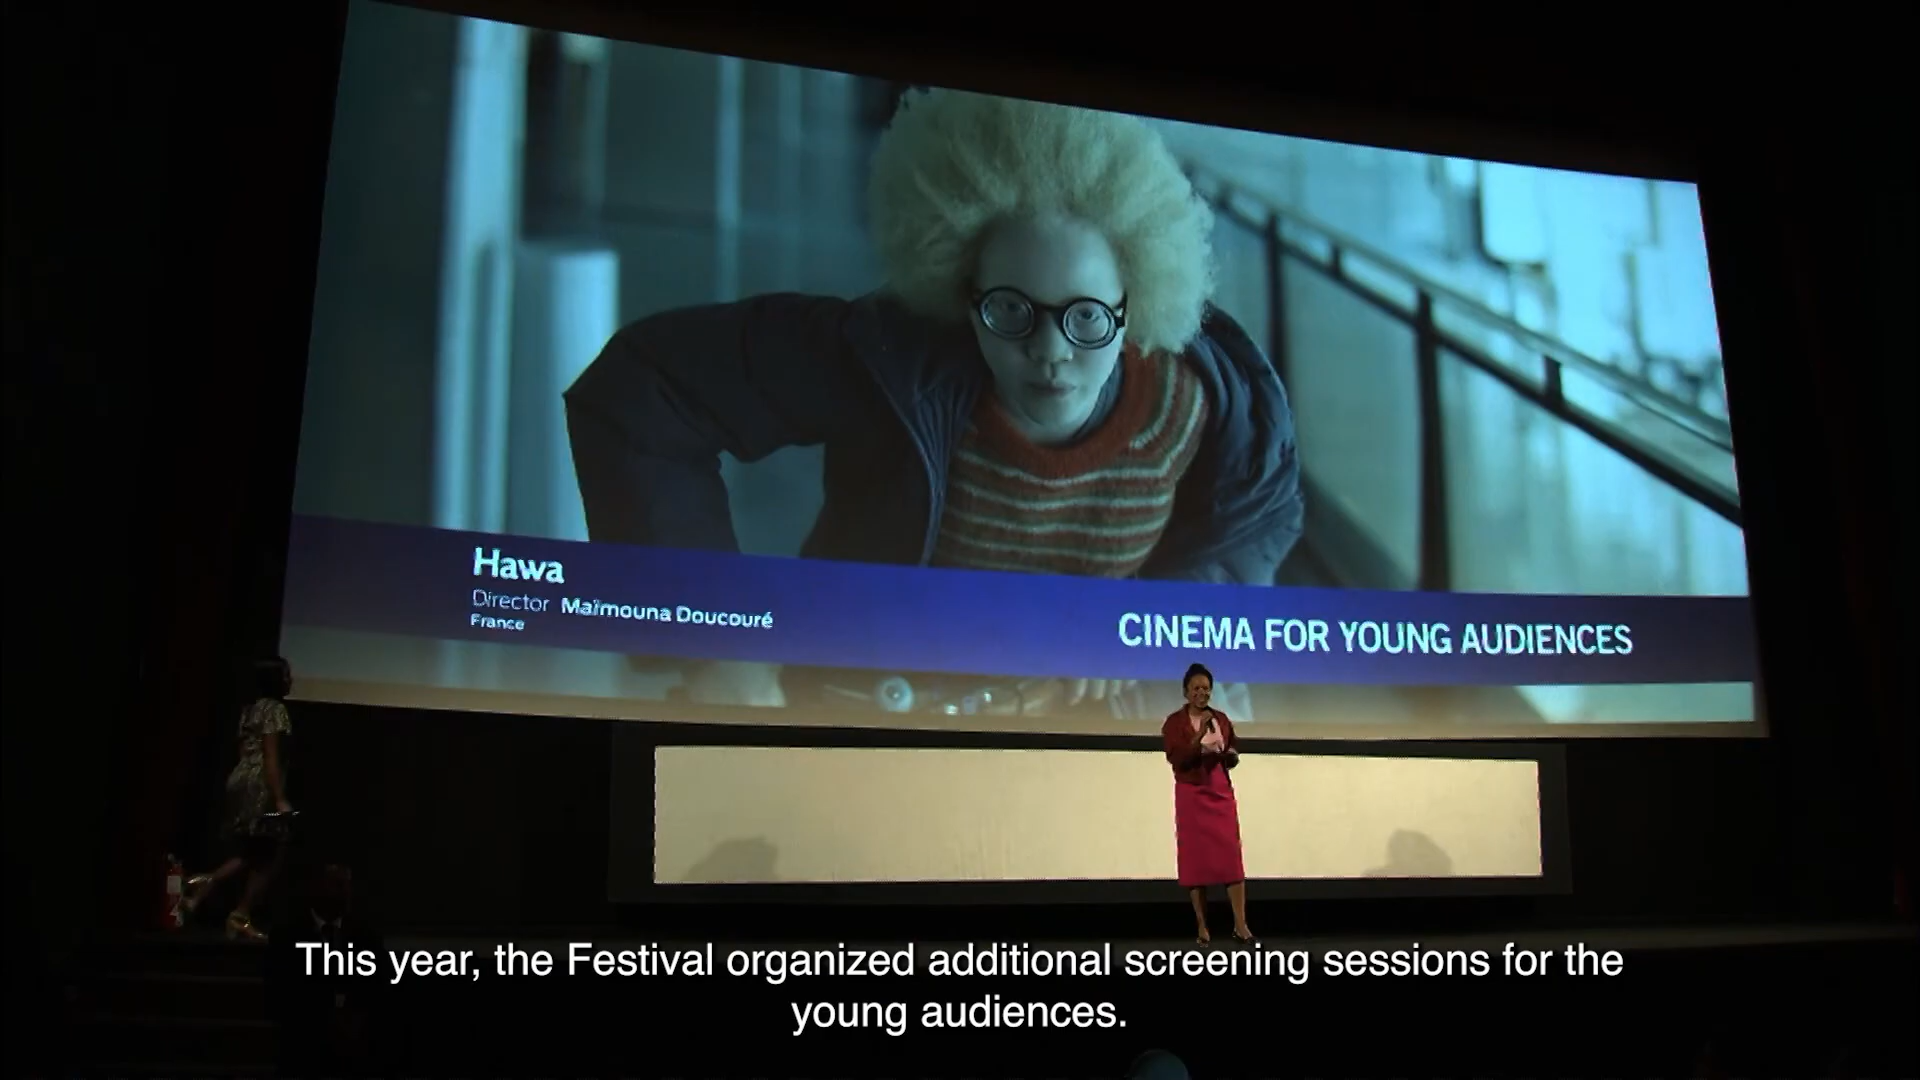 Hawa
Director Maïmouna Doucouré
France
CINEMA FOR YOUNG AUDIENCES
This year, the Festival organized additional screening sessions for the
young audiences.